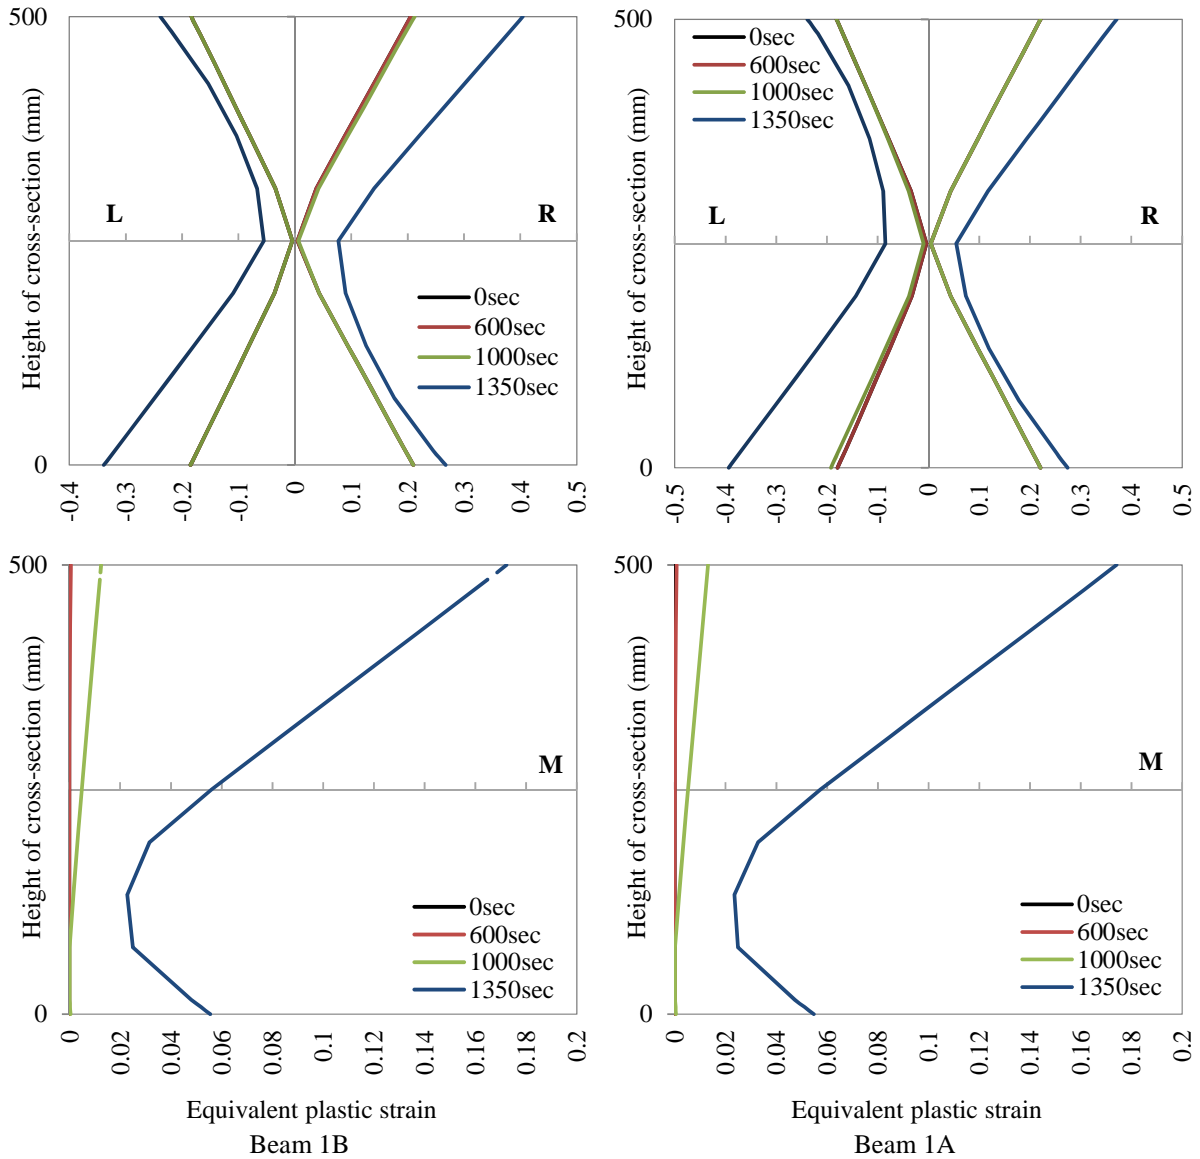 500
Height of cross-section (mm)
0
L
R
0sec
600sec
1000sec
1350sec
-0.4
-0.3
-0.2
-0.1
0
0.1
0.2
0.3
0.4
0.5
500
Height of cross-section (mm)
0
0sec
600sec
1000sec
1350sec
L
R
-0.5
-0.4
-0.3
-0.2
-0.1
0
0.1
0.2
0.3
0.4
0.5
500
Height of cross-section (mm)
0
M
0sec
600sec
1000sec
1350sec
0
0.02
0.04
0.06
0.08
0.1
0.12
0.14
0.16
0.18
0.2
Equivalent plastic strain
Beam 1B
500
Height of cross-section (mm)
0
M
0sec
600sec
1000sec
1350sec
0
0.02
0.04
0.06
0.08
0.1
0.12
0.14
0.16
0.18
0.2
Equivalent plastic strain
Beam 1A